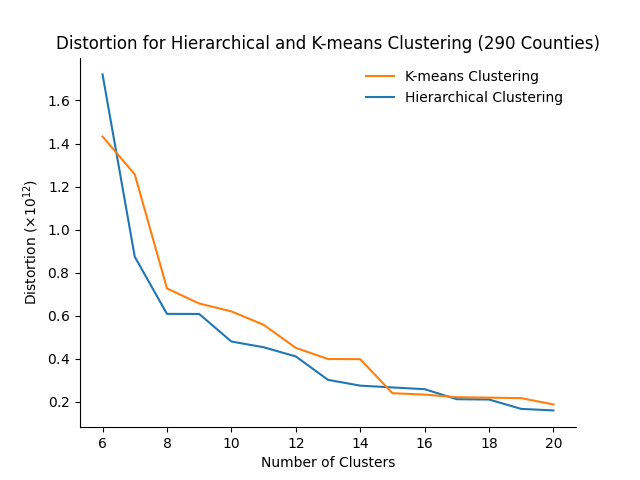 Distortion for Hierarchical and K-means Clustering (290 Counties)
K-means Clustering
Hierarchical Clustering
Distortion (×10¹²)
1.6
1.4
1.2
1.0
0.8
0.6
0.4
0.2
6 8 10 12 14 16 18 20
Number of Clusters